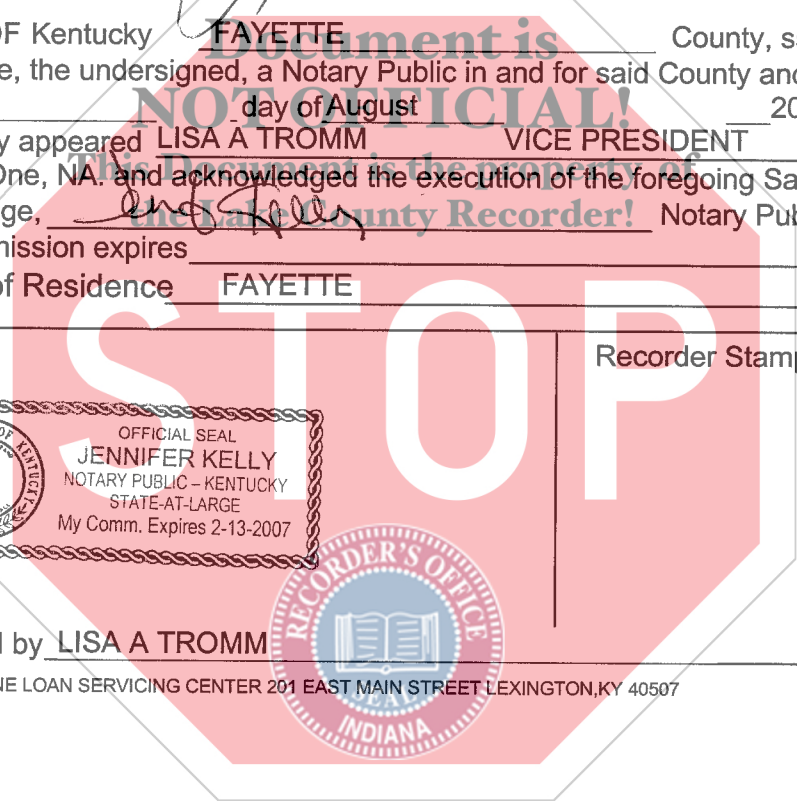 OF Kentucky FAYETTE County, s
e, the undersigned, a Notary Public in and for said County and
day of August 20
y appeared LISA A TROMM VICE PRESIDENT
One, NA. and acknowledged the execution of the foregoing Sa
ge, Notary Pub
mission expires
of Residence FAYETTE
Document is
NOT OFFICIAL!
This Document is the property of
the Lake County Recorder!
STOP
Recorder Stamp
OF KENTUCKY
OFFICIAL SEAL
JENNIFER KELLY
NOTARY PUBLIC – KENTUCKY
STATE-AT-LARGE
My Comm. Expires 2-13-2007
RECORDER'S OFFICE
SEAL
INDIANA
d by LISA A TROMM
NE LOAN SERVICING CENTER 201 EAST MAIN STREET LEXINGTON,KY 40507